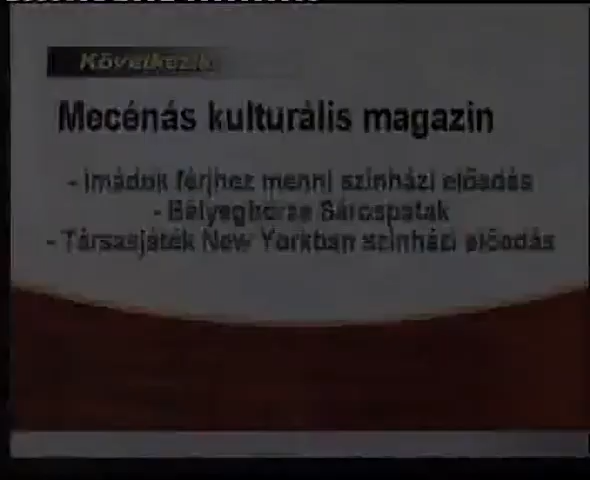 Következik
Mecénás kulturális magazin
- Imádok férjhez menni színházi előadás
- Bélyegbörze Sárospatak
- Társasjáték New Yorkban színházi előadás